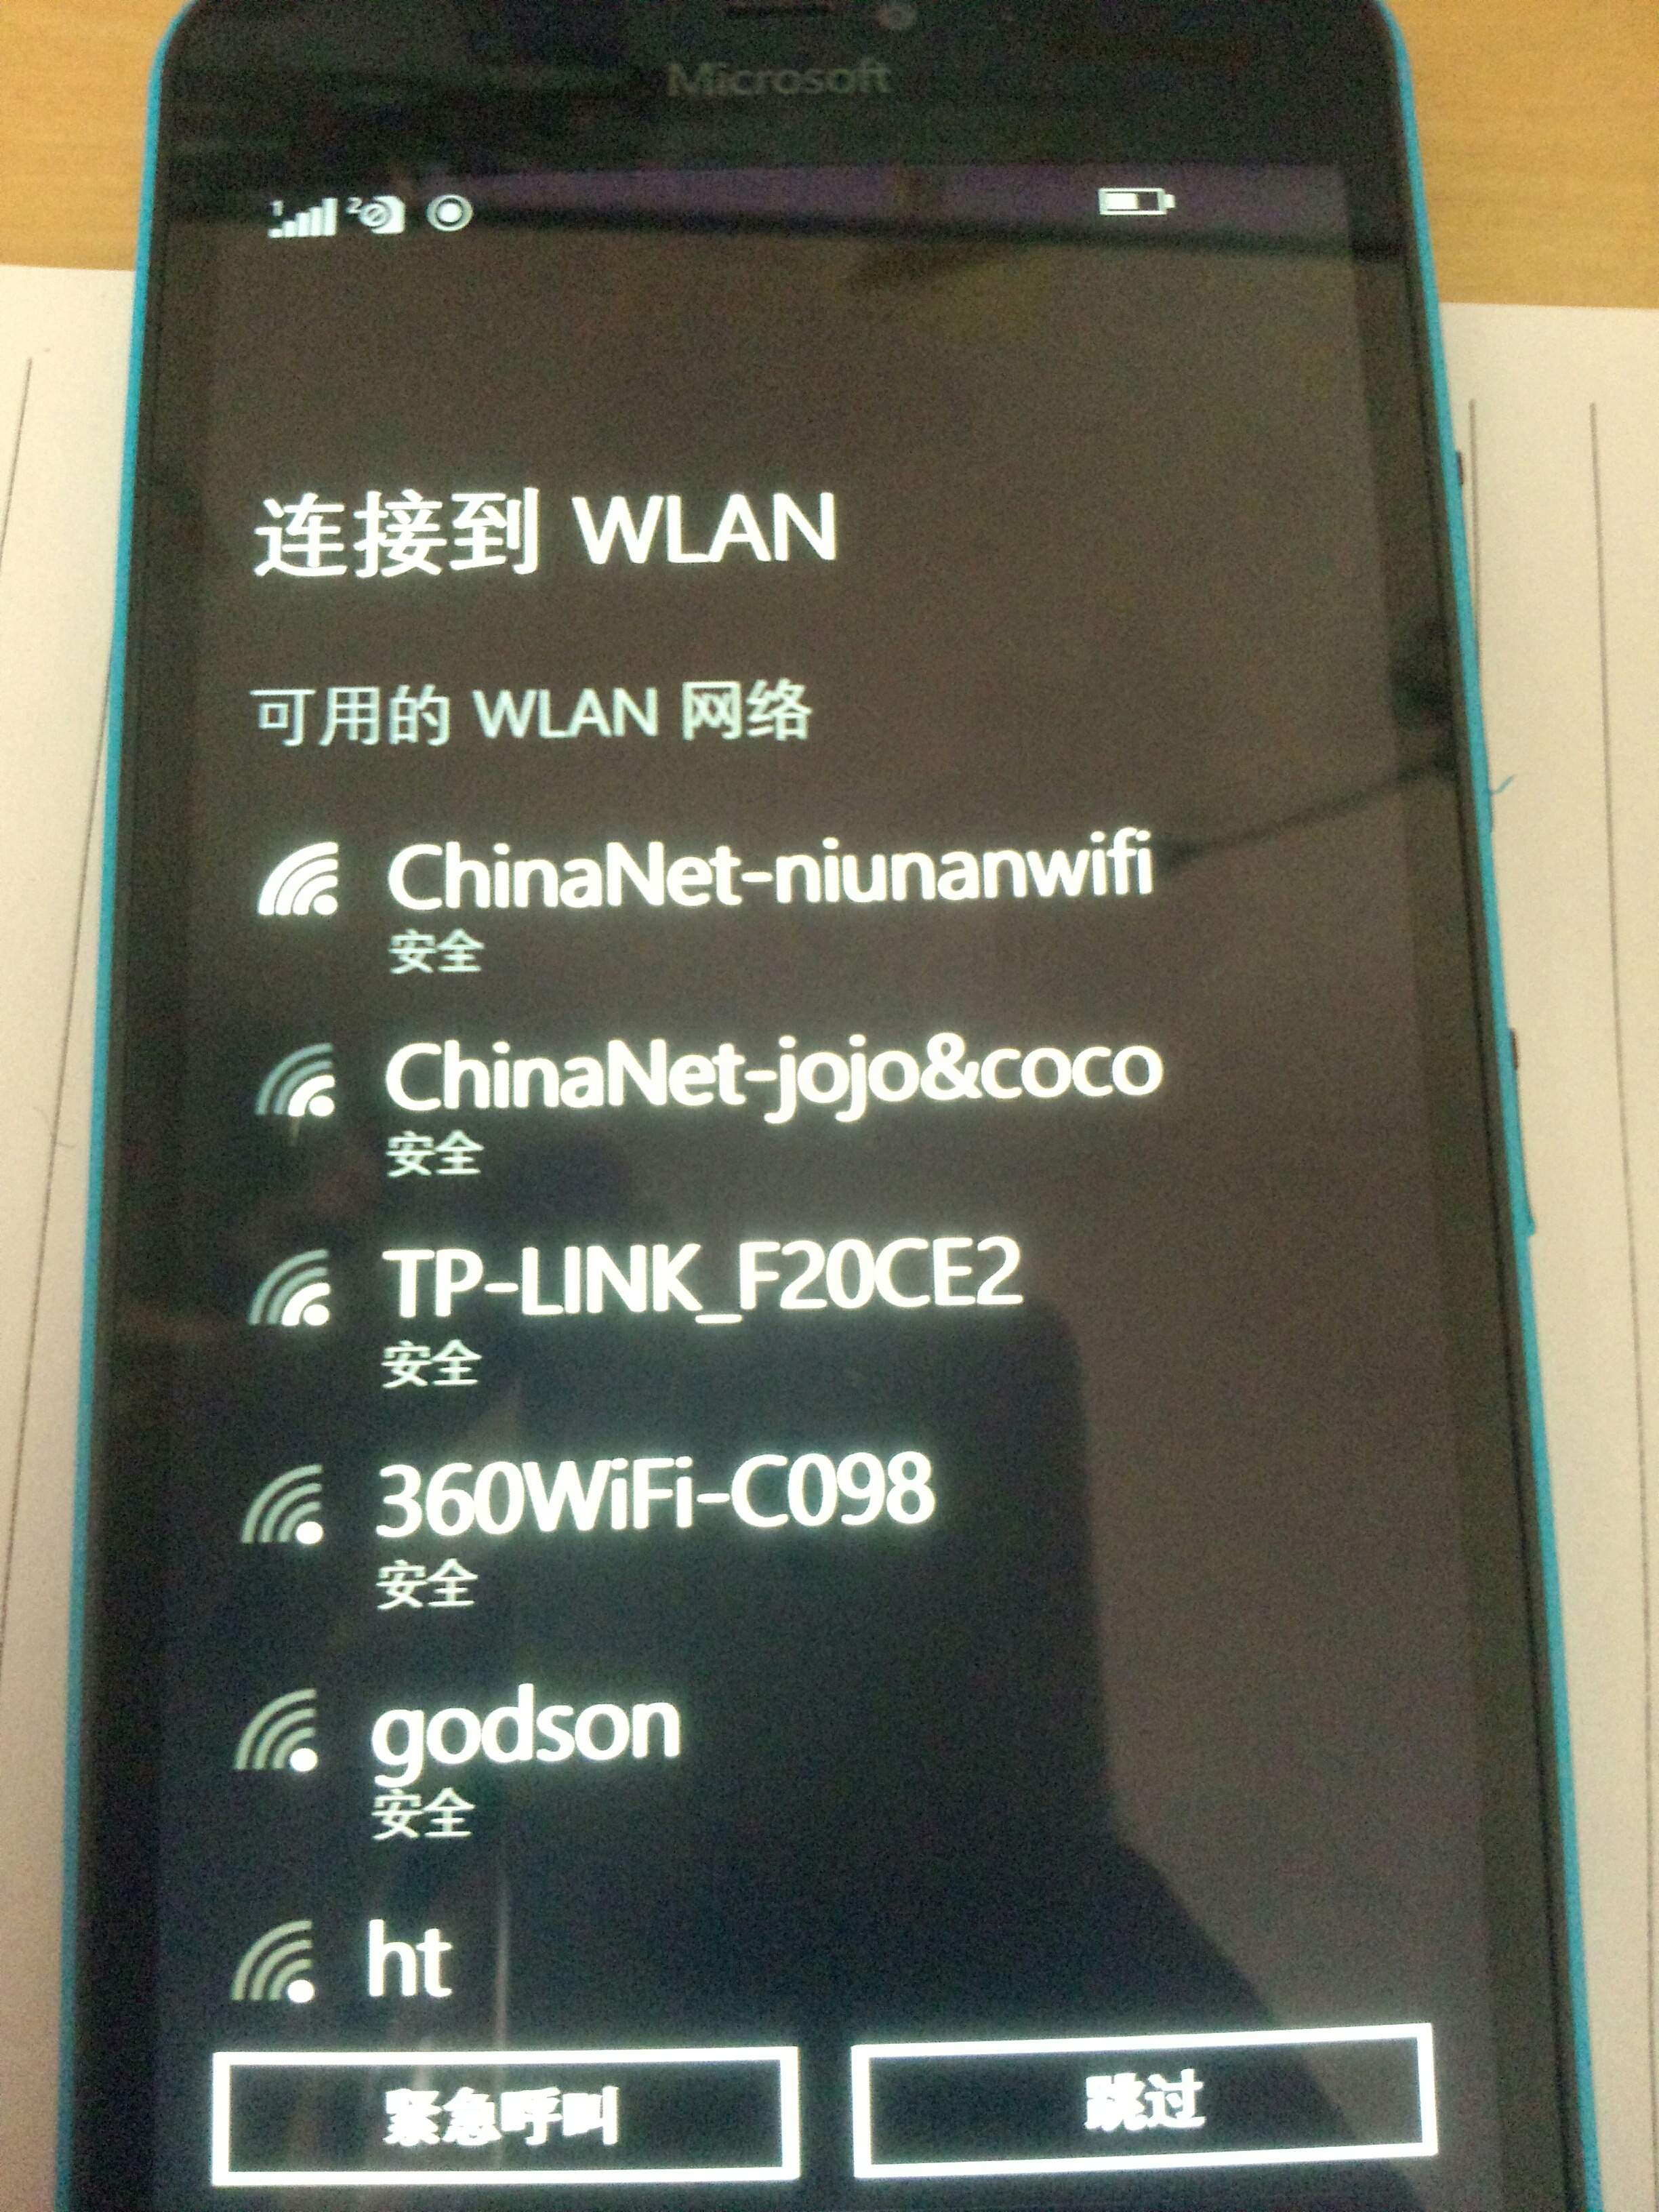 Microsoft
1 2
连接到 WLAN
可用的 WLAN 网络
ChinaNet-niunanwifi
安全
ChinaNet-jojo&coco
安全
TP-LINK_F20CE2
安全
360WiFi-C098
安全
godson
安全
ht
紧急呼叫 跳过